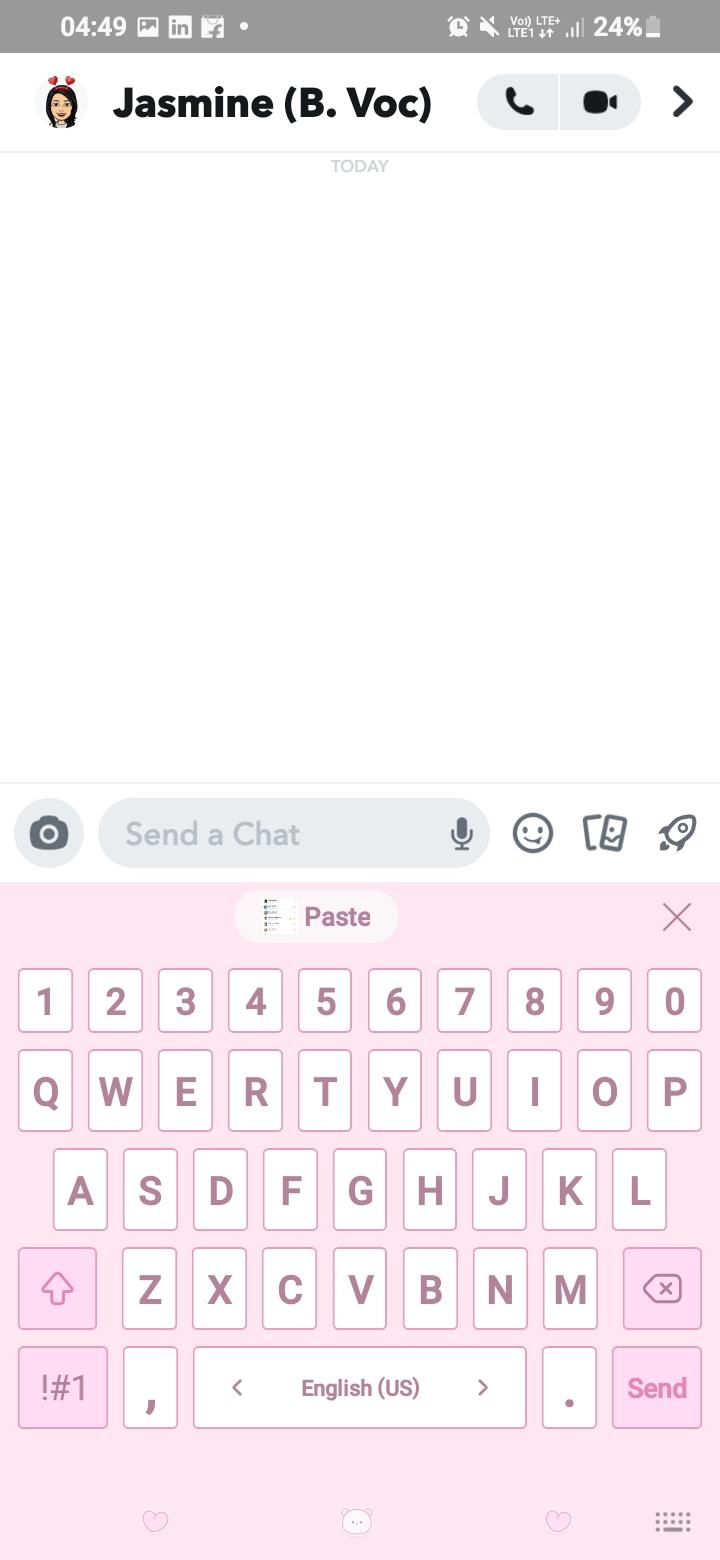 04:49 in Vo)) LTE+ LTE1 24%
Jasmine (B. Voc)
TODAY
Send a Chat
Paste
1 2 3 4 5 6 7 8 9 0
Q W E R T Y U I O P
A S D F G H J K L
Z X C V B N M
!#1 , < English (US) > . Send